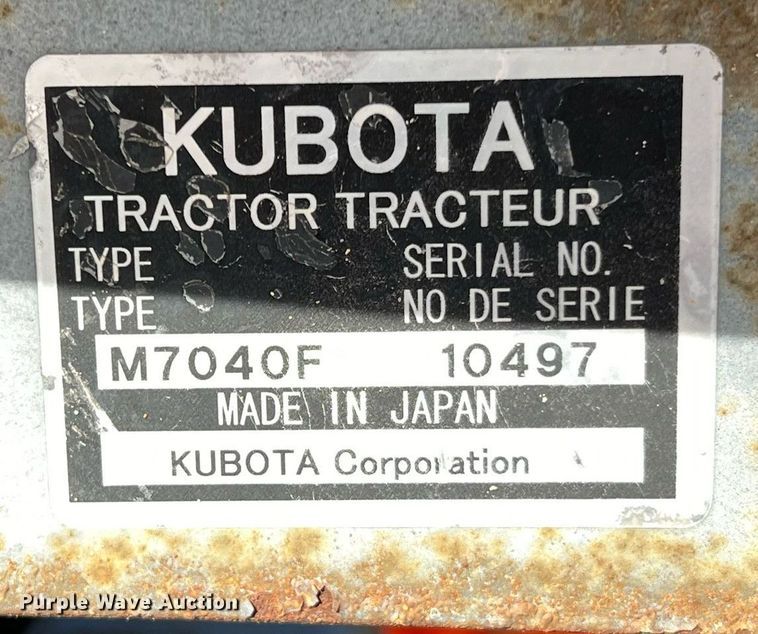 KUBOTA
TRACTOR TRACTEUR
TYPE SERIAL NO.
TYPE NO DE SERIE
M7040F 10497
MADE IN JAPAN
KUBOTA Corporation
Purple Wave Auction